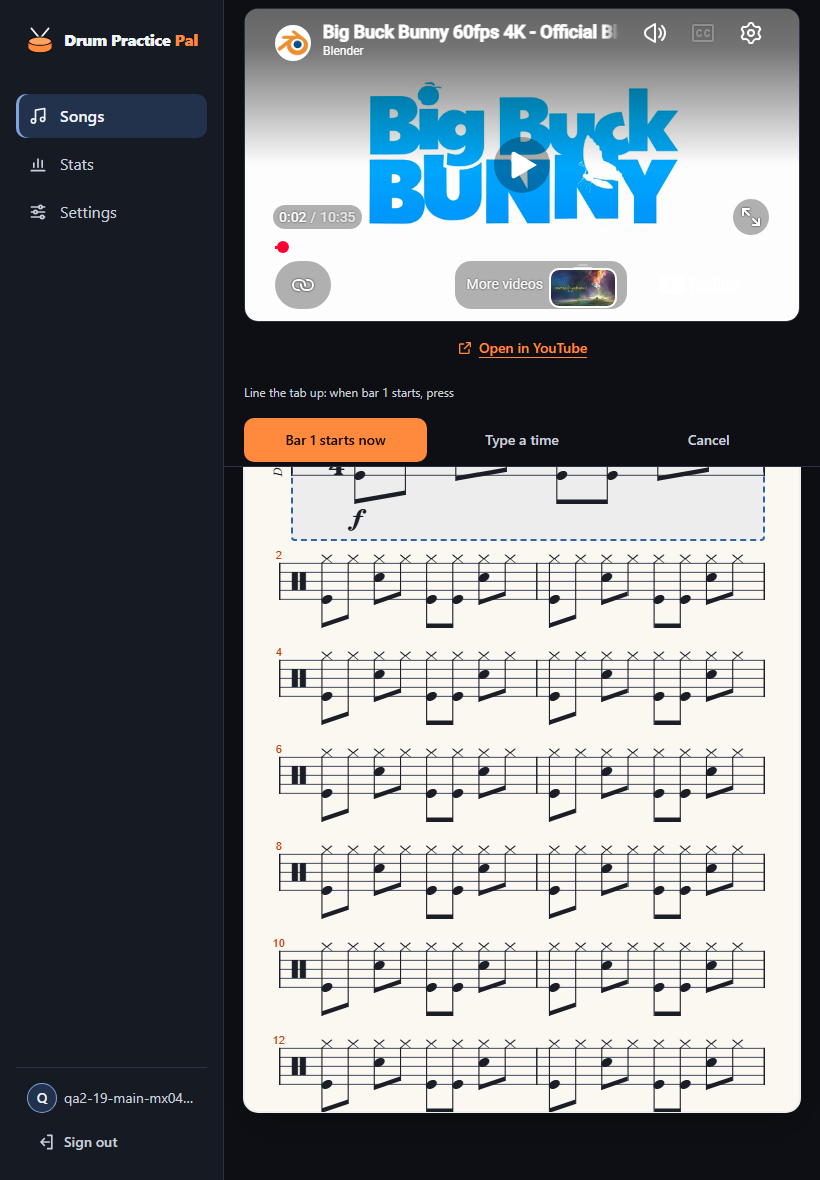 Drum Practice Pal
Songs
Stats
Settings
qa2-19-main-mx04...
Sign out
Big Buck Bunny 60fps 4K - Official Bl
Blender
CC
Big Buck
BUNNY
0:02 / 10:35
More videos
Open in YouTube
Line the tab up: when bar 1 starts, press
Bar 1 starts now
Type a time
Cancel
4
f
2
4
6
8
10
12
Q